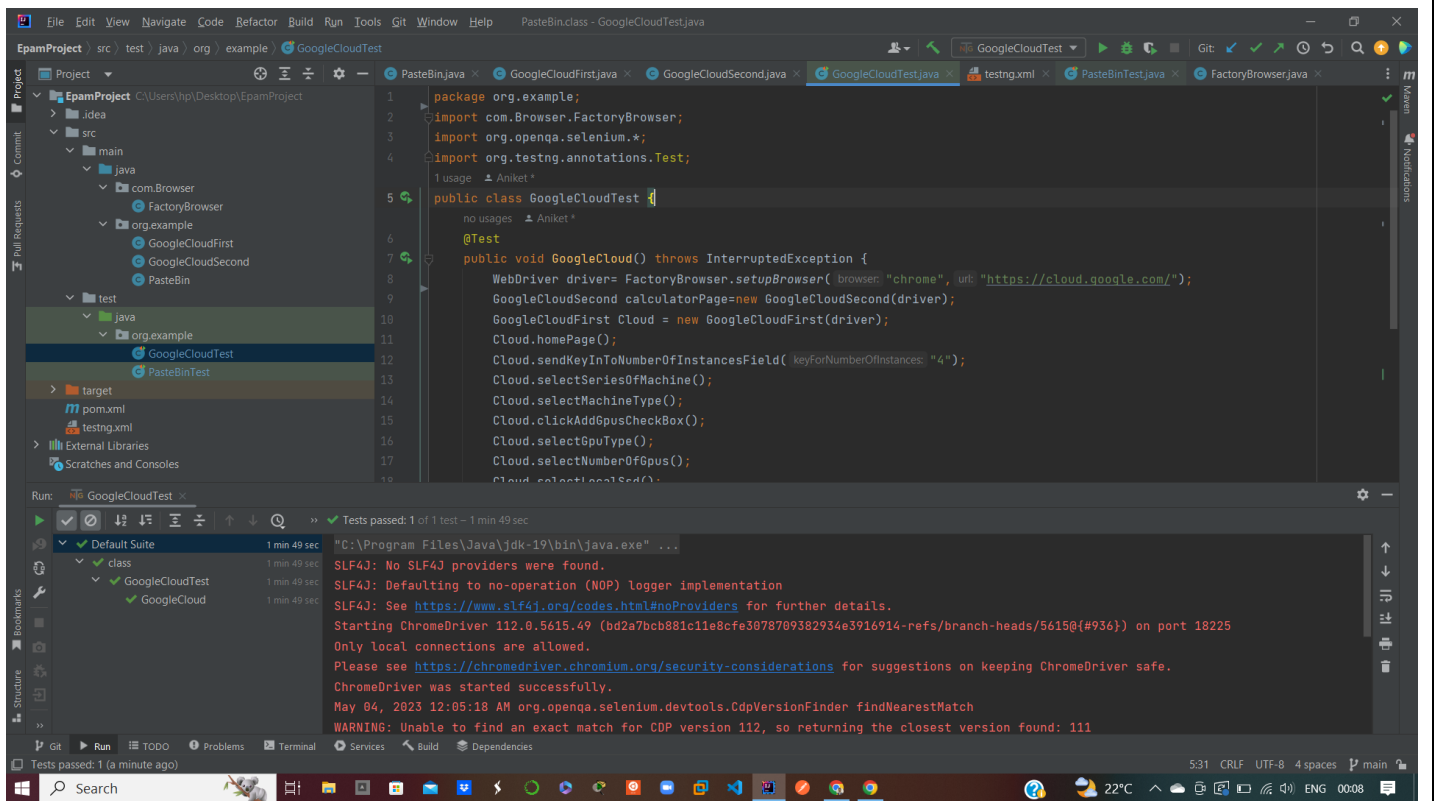 File Edit View Navigate Code Refactor Build Run Tools Git Window Help PasteBin.class - GoogleCloudTest.java
EpamProject src test java org example GoogleCloudTest GoogleCloudTest Git:
Project PasteBin.java GoogleCloudFirst.java GoogleCloudSecond.java GoogleCloudTest.java testng.xml PasteBinTest.java FactoryBrowser.java
Project
Commit
Pull Requests
EpamProject C:\Users\hp\Desktop\EpamProject
.idea
src
main
java
com.Browser
FactoryBrowser
org.example
GoogleCloudFirst
GoogleCloudSecond
PasteBin
test
java
org.example
GoogleCloudTest
PasteBinTest
target
pom.xml
testng.xml
External Libraries
Scratches and Consoles
1 package org.example;
2 import com.Browser.FactoryBrowser;
3 import org.openqa.selenium.*;
4 import org.testng.annotations.Test;
1 usage Aniket *
5 public class GoogleCloudTest {
no usages Aniket *
6 @Test
7 public void GoogleCloud() throws InterruptedException {
8 WebDriver driver= FactoryBrowser.setupBrowser( browser: "chrome", url: "https://cloud.google.com/");
9 GoogleCloudSecond calculatorPage=new GoogleCloudSecond(driver);
10 GoogleCloudFirst Cloud = new GoogleCloudFirst(driver);
11 Cloud.homePage();
12 Cloud.sendKeyInToNumberOfInstancesField( keyForNumberOfInstances: "4");
13 Cloud.selectSeriesOfMachine();
14 Cloud.selectMachineType();
15 Cloud.clickAddGpusCheckBox();
16 Cloud.selectGpuType();
17 Cloud.selectNumberOfGpus();
18 Cloud.selectLocalSsd();
m
Maven
Notifications
Run: GoogleCloudTest
Tests passed: 1 of 1 test – 1 min 49 sec
Default Suite 1 min 49 sec
class 1 min 49 sec
GoogleCloudTest 1 min 49 sec
GoogleCloud 1 min 49 sec
"C:\Program Files\Java\jdk-19\bin\java.exe" ...
SLF4J: No SLF4J providers were found.
SLF4J: Defaulting to no-operation (NOP) logger implementation
SLF4J: See https://www.slf4j.org/codes.html#noProviders for further details.
Starting ChromeDriver 112.0.5615.49 (bd2a7bcb881c11e8cfe3078709382934e3916914-refs/branch-heads/5615@{#936}) on port 18225
Only local connections are allowed.
Please see https://chromedriver.chromium.org/security-considerations for suggestions on keeping ChromeDriver safe.
ChromeDriver was started successfully.
May 04, 2023 12:05:18 AM org.openqa.selenium.devtools.CdpVersionFinder findNearestMatch
WARNING: Unable to find an exact match for CDP version 112, so returning the closest version found: 111
Bookmarks
Structure
Git Run TODO Problems Terminal Services Build Dependencies
Tests passed: 1 (a minute ago) 5:31 CRLF UTF-8 4 spaces main
Search 22°C ENG 00:08